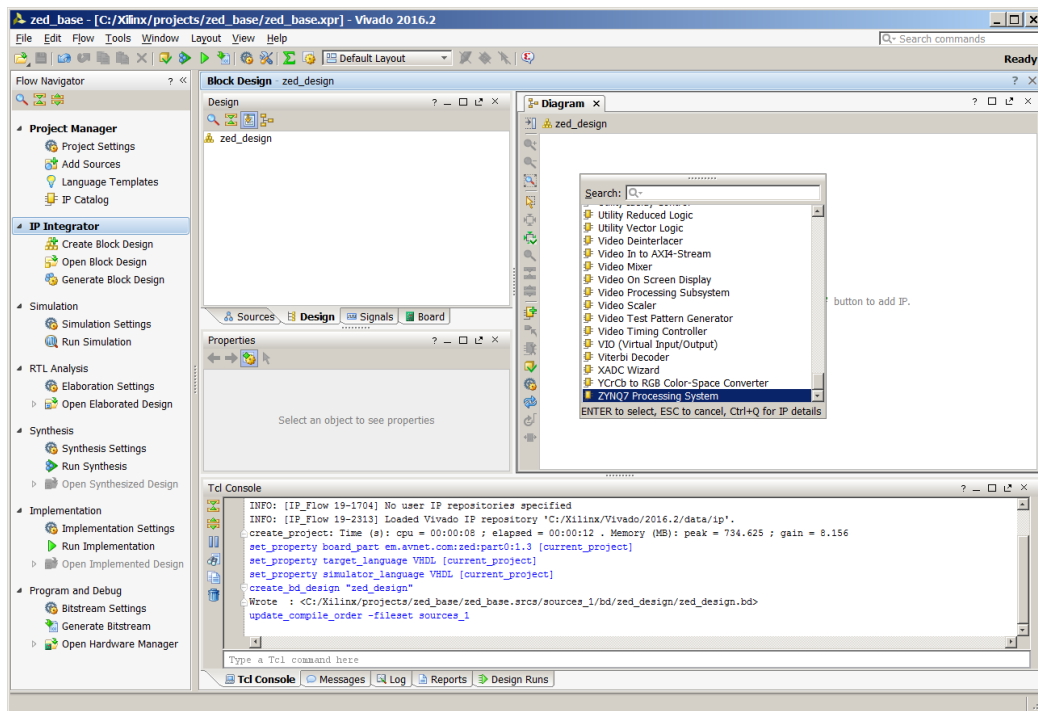 zed_base - [C:/Xilinx/projects/zed_base/zed_base.xpr] - Vivado 2016.2
File Edit Flow Tools Window Layout View Help
Search commands
Default Layout
Ready
Flow Navigator
Project Manager
Project Settings
Add Sources
Language Templates
IP Catalog
IP Integrator
Create Block Design
Open Block Design
Generate Block Design
Simulation
Simulation Settings
Run Simulation
RTL Analysis
Elaboration Settings
Open Elaborated Design
Synthesis
Synthesis Settings
Run Synthesis
Open Synthesized Design
Implementation
Implementation Settings
Run Implementation
Open Implemented Design
Program and Debug
Bitstream Settings
Generate Bitstream
Open Hardware Manager
Block Design - zed_design
Design
zed_design
Sources Design Signals Board
Properties
Select an object to see properties
Diagram
zed_design
button to add IP.
Search:
Utility Reduced Logic
Utility Vector Logic
Video Deinterlacer
Video In to AXI4-Stream
Video Mixer
Video On Screen Display
Video Processing Subsystem
Video Scaler
Video Test Pattern Generator
Video Timing Controller
VIO (Virtual Input/Output)
Viterbi Decoder
XADC Wizard
YCrCb to RGB Color-Space Converter
ZYNQ7 Processing System
ENTER to select, ESC to cancel, Ctrl+Q for IP details
Tcl Console
INFO: [IP_Flow 19-1704] No user IP repositories specified
INFO: [IP_Flow 19-2313] Loaded Vivado IP repository 'C:/Xilinx/Vivado/2016.2/data/ip'.
create_project: Time (s): cpu = 00:00:08 ; elapsed = 00:00:12 . Memory (MB): peak = 734.625 ; gain = 8.156
set_property board_part em.avnet.com:zed:part0:1.3 [current_project]
set_property target_language VHDL [current_project]
set_property simulator_language VHDL [current_project]
create_bd_design "zed_design"
Wrote : <C:/Xilinx/projects/zed_base/zed_base.srcs/sources_1/bd/zed_design/zed_design.bd>
update_compile_order -fileset sources_1
Type a Tcl command here
Tcl Console Messages Log Reports Design Runs